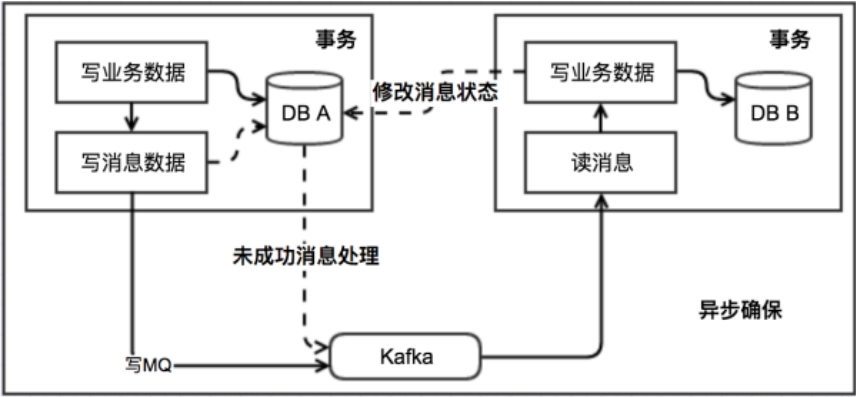 事务
事务
写业务数据
DB A
修改消息状态
写业务数据
DB B
写消息数据
读消息
未成功消息处理
异步确保
写MQ
Kafka